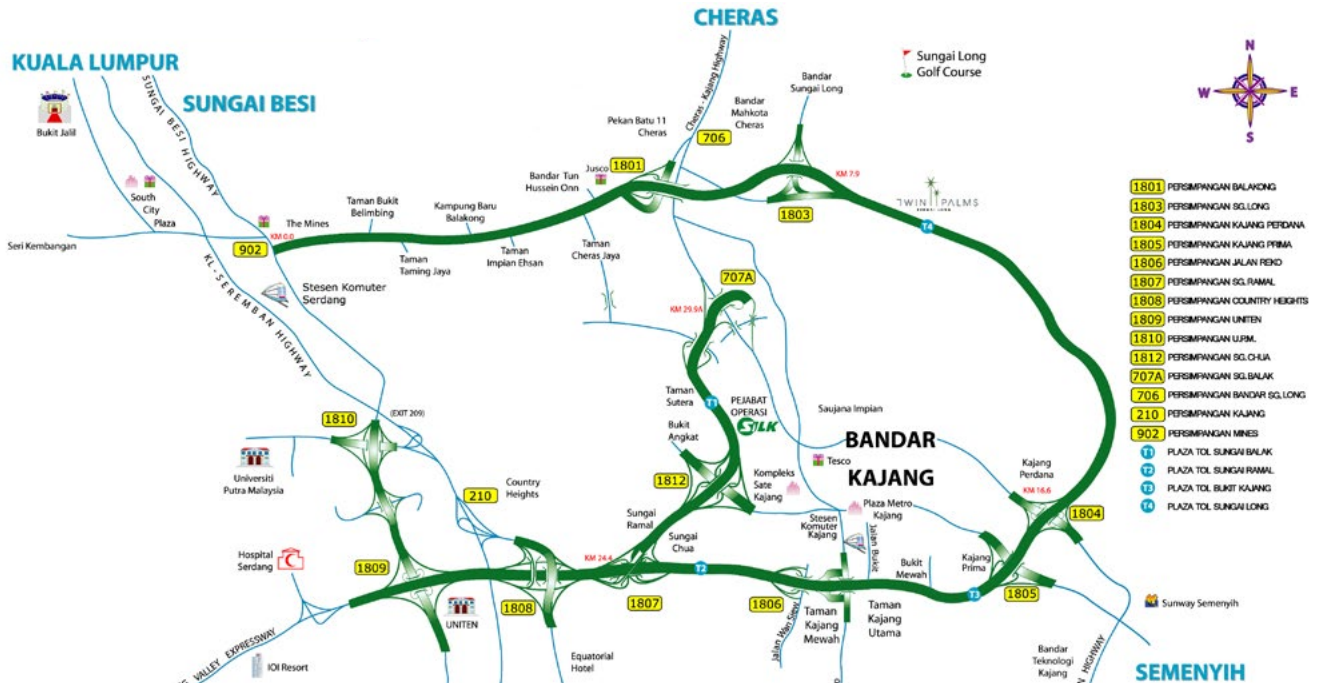 CHERAS
KUALA LUMPUR
SUNGAI BESI
Bukit Jalil
SUNGAI BESI HIGHWAY
Cheras - Kajang Highway
Sungai Long
Golf Course
N
W
E
S
Bandar
Sungai Long
Bandar
Mahkota
Cheras
Pekan Batu 11
Cheras
706
1801
Jusco
Bandar Tun
Hussein Onn
KM 7.9
1803
TWIN PALMS
T4
South
City
Plaza
Seri Kembangan
The Mines
KM 0.0
902
Taman Bukit
Belimbing
Kampung Baru
Balakong
Taman
Taming Jaya
Taman
Impian Ehsan
Taman
Cheras Jaya
Stesen Komuter
Serdang
KL - SEREMBAN HIGHWAY
707A
KM 29.9A
Taman
Sutera
T1
PEJABAT
OPERASI
SILK
Bukit
Angkat
1812
Kompleks
Sate
Kajang
Saujana Impian
BANDAR
KAJANG
Tesco
Plaza Metro
Kajang
Stesen
Komuter
Kajang
Jalan Bukit
Kajang
Perdana
KM 16.6
1804
1810
(EXIT 209)
Universiti
Putra Malaysia
210
Country
Heights
Sungai
Ramal
Sungai
Chua
KM 24.4
T2
Hospital
Serdang
1809
UNITEN
1808
1807
1806
Jalan Wan Siew
Taman
Kajang
Mewah
Taman
Kajang
Utama
Bukit
Mewah
Kajang
Prima
T3
1805
Sunway Semenyih
VALLEY EXPRESSWAY
IOI Resort
Equatorial
Hotel
Bandar
Teknologi
Kajang
HIGHWAY
SEMENYIH
1801 PERSIMPANGAN BALAKONG
1803 PERSIMPANGAN SG.LONG
1804 PERSIMPANGAN KAJANG PERDANA
1805 PERSIMPANGAN KAJANG PRIMA
1806 PERSIMPANGAN JALAN REKO
1807 PERSIMPANGAN SG.RAMAL
1808 PERSIMPANGAN COUNTRY HEIGHTS
1809 PERSIMPANGAN UNITEN
1810 PERSIMPANGAN U.P.M.
1812 PERSIMPANGAN SG.CHUA
707A PERSIMPANGAN SG.BALAK
706 PERSIMPANGAN BANDAR SG.LONG
210 PERSIMPANGAN KAJANG
902 PERSIMPANGAN MINES
T1 PLAZA TOL SUNGAI BALAK
T2 PLAZA TOL SUNGAI RAMAL
T3 PLAZA TOL BUKIT KAJANG
T4 PLAZA TOL SUNGAI LONG